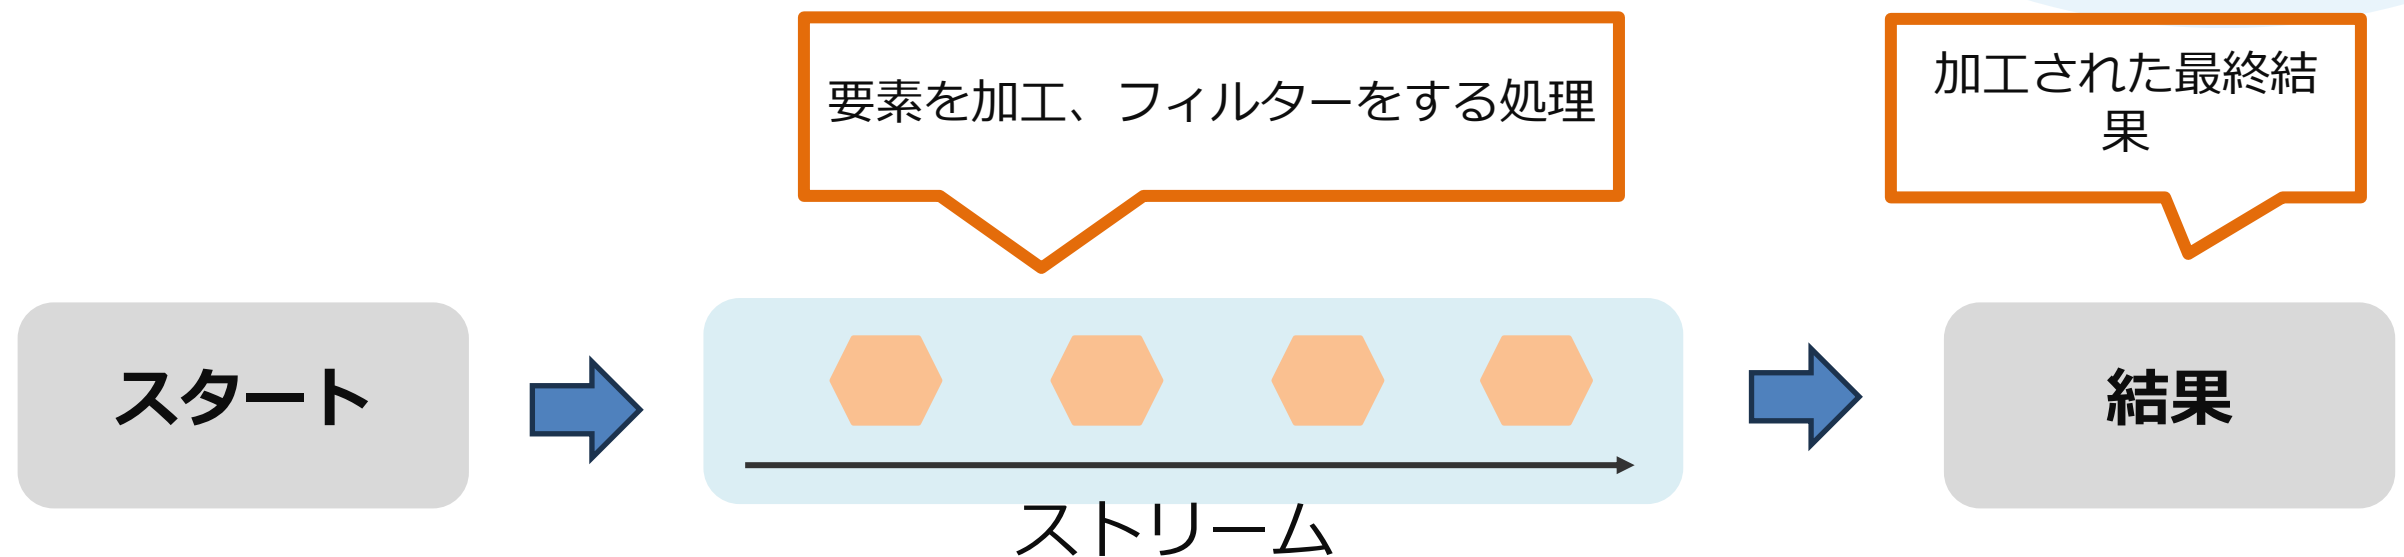 要素を加工、フィルターをする処理
加工された最終結
果
スタート
結果
ストリーム